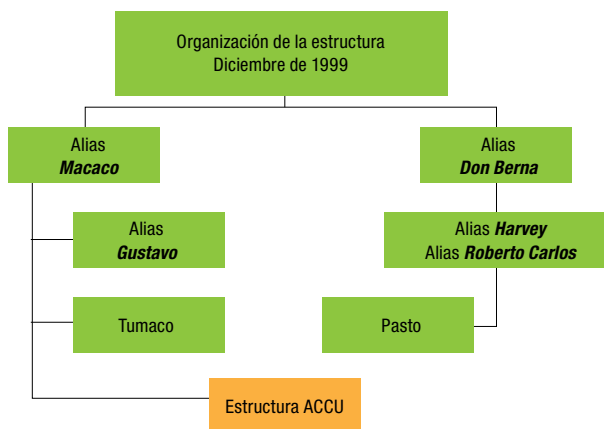 Organización de la estructura
Diciembre de 1999
Alias
Macaco
Alias
Don Berna
Alias
Gustavo
Alias Harvey
Alias Roberto Carlos
Tumaco
Pasto
Estructura ACCU